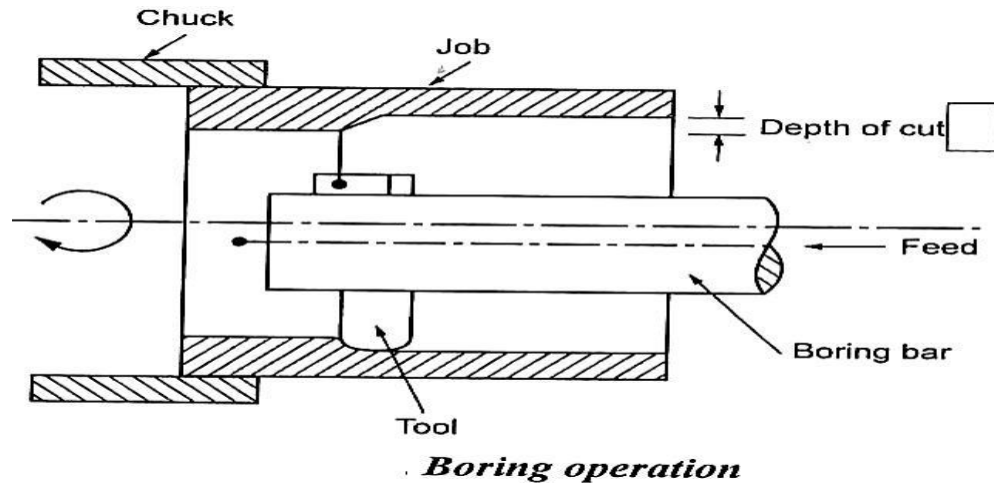 Chuck
Job
Depth of cut
Feed
Boring bar
Tool
Boring operation